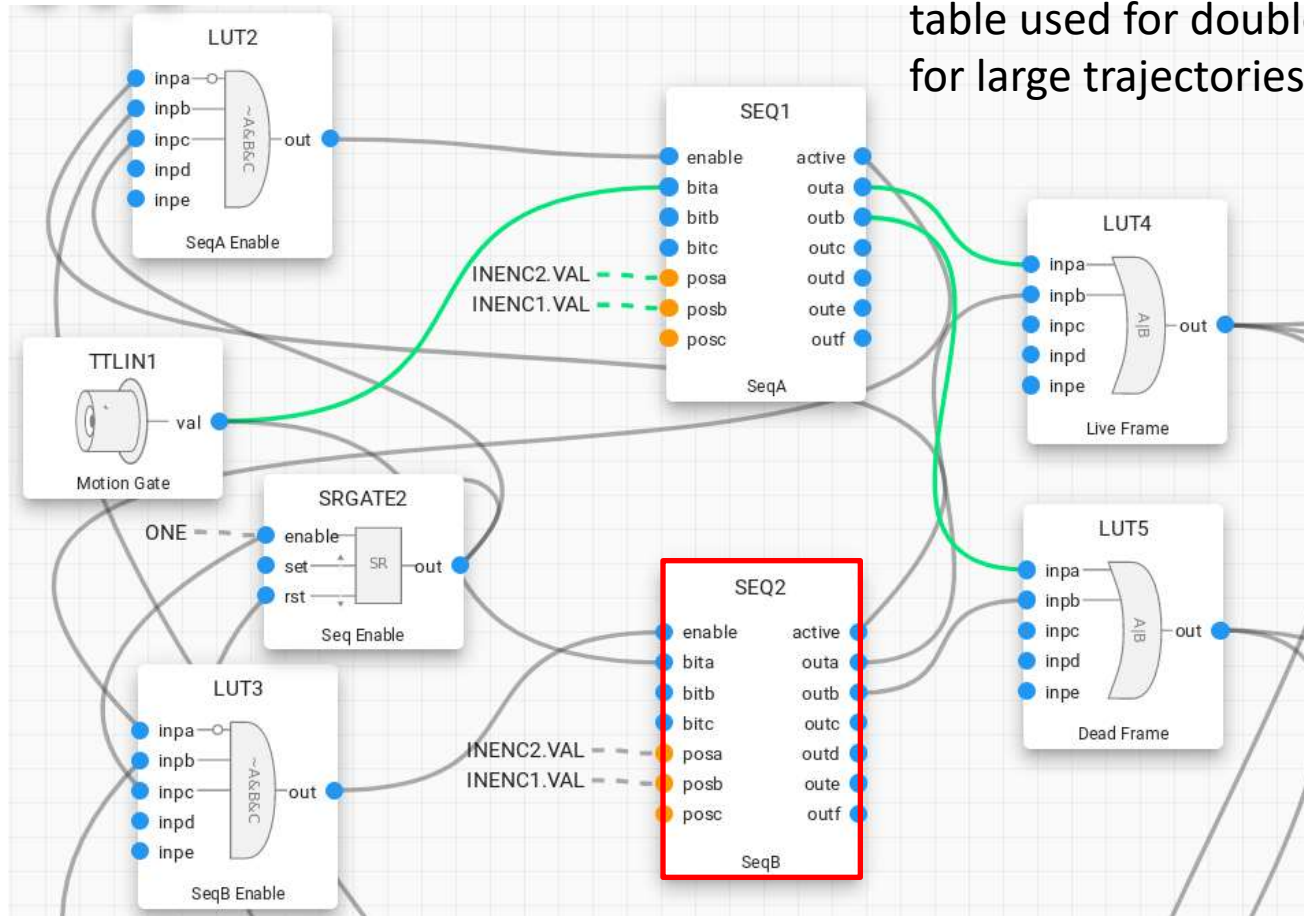 table used for double
for large trajectories
LUT2
inpa
inpb
inpc
inpd
inpe
~A&B&C
out
SeqA Enable
SEQ1
enable
bita
bitb
bitc
posa
posb
posc
active
outa
outb
outc
outd
oute
outf
INENC2.VAL
INENC1.VAL
SeqA
LUT4
inpa
inpb
inpc
inpd
inpe
A|B
out
Live Frame
TTLIN1
val
Motion Gate
SRGATE2
ONE
enable
set
rst
SR
out
Seq Enable
SEQ2
enable
bita
bitb
bitc
posa
posb
posc
active
outa
outb
outc
outd
oute
outf
INENC2.VAL
INENC1.VAL
SeqB
LUT5
inpa
inpb
inpc
inpd
inpe
A|B
out
Dead Frame
LUT3
inpa
inpb
inpc
inpd
inpe
~A&B&C
out
SeqB Enable